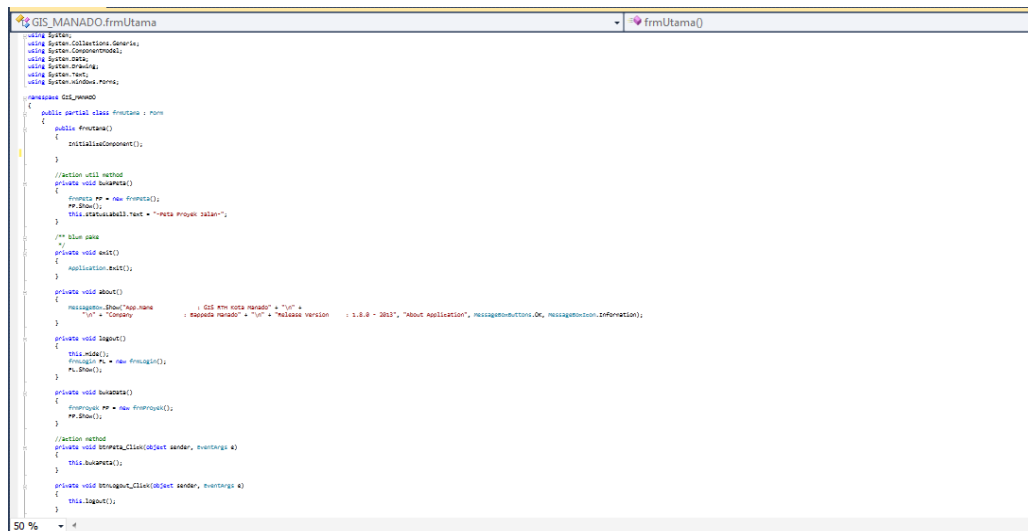 GIS_MANADO.frmUtama frmUtama()
using System;
using System.Collections.Generic;
using System.ComponentModel;
using System.Data;
using System.Drawing;
using System.Text;
using System.Windows.Forms;
namespace GIS_MANADO
{
public partial class frmUtama : Form
{
public frmUtama()
{
InitializeComponent();
}
//action util method
private void bukaPeta()
{
frmPeta FP = new frmPeta();
FP.Show();
this.statusLabel3.Text = "-Peta Proyek Jalan-";
}
/** blum pake
*/
private void exit()
{
Application.Exit();
}
private void about()
{
MessageBox.Show("App.Name : GIS RTH Kota Manado" + "\n" +
"\n" + "Company : Bappeda Manado" + "\n" + "Release Version : 1.0.0 - 2013", "About Application", MessageBoxButtons.OK, MessageBoxIcon.Information);
}
private void logout()
{
this.Hide();
frmLogin FL = new frmLogin();
FL.Show();
}
private void bukaData()
{
frmProyek FP = new frmProyek();
FP.Show();
}
//action method
private void btnPeta_Click(object sender, EventArgs e)
{
this.bukaPeta();
}
private void btnLogout_Click(object sender, EventArgs e)
{
this.logout();
}
50 %